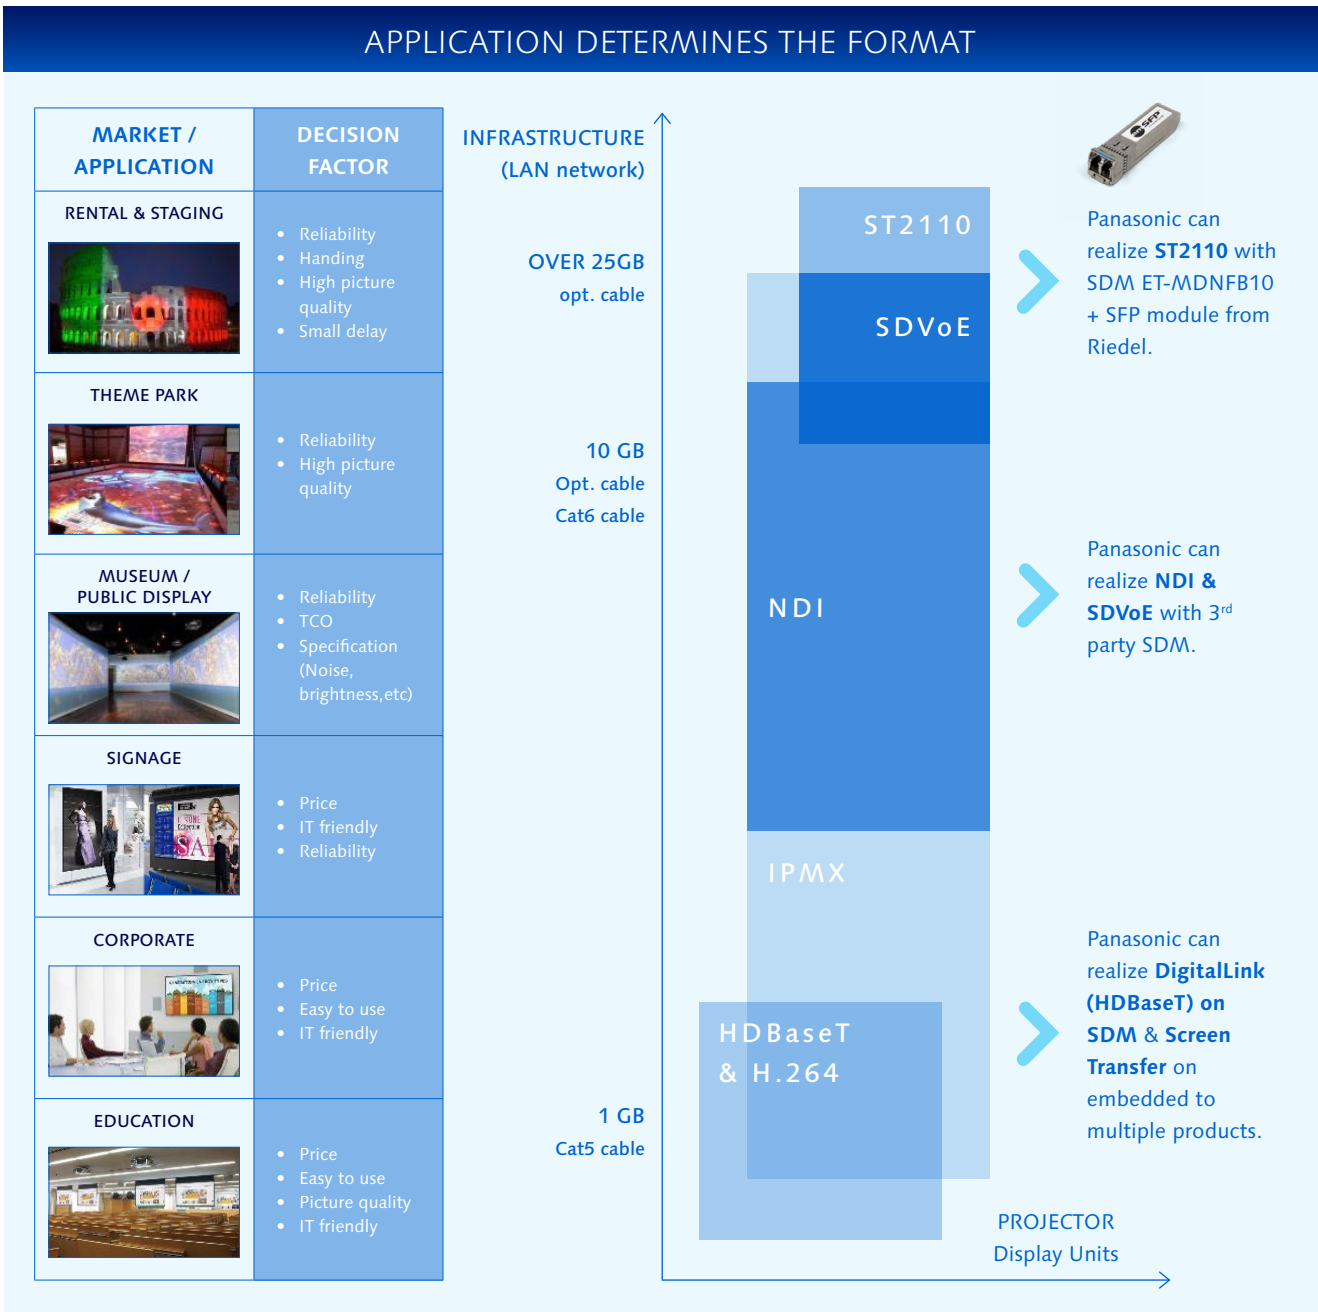 APPLICATION DETERMINES THE FORMAT
MARKET /
APPLICATION
DECISION
FACTOR
RENTAL & STAGING
• Reliability
• Handing
• High picture
quality
• Small delay
THEME PARK
• Reliability
• High picture
quality
MUSEUM /
PUBLIC DISPLAY
• Reliability
• TCO
• Specification
(Noise,
brightness,etc)
SIGNAGE
SA
• Price
• IT friendly
• Reliability
CORPORATE
• Price
• Easy to use
• IT friendly
EDUCATION
• Price
• Easy to use
• Picture quality
• IT friendly
INFRASTRUCTURE
(LAN network)
OVER 25GB
opt. cable
10 GB
Opt. cable
Cat6 cable
1 GB
Cat5 cable
ST2110
SDVoE
NDI
IPMX
HDBaseT
& H.264
PROJECTOR
Display Units
SFP
Panasonic can
realize ST2110 with
SDM ET-MDNFB10
+ SFP module from
Riedel.
Panasonic can
realize NDI &
SDVoE with 3rd
party SDM.
Panasonic can
realize DigitalLink
(HDBaseT) on
SDM & Screen
Transfer on
embedded to
multiple products.